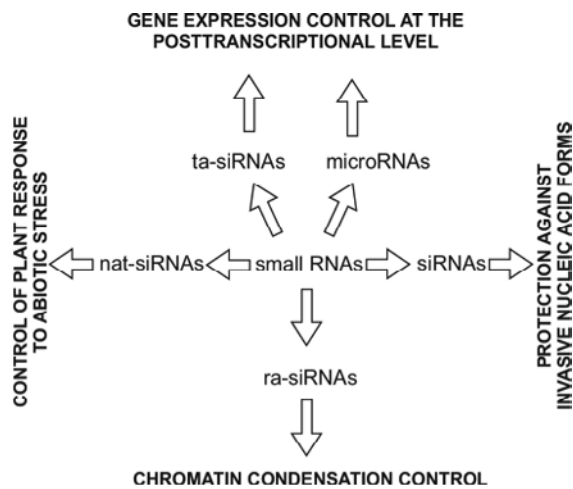 GENE EXPRESSION CONTROL AT THE
POSTTRANSCRIPTIONAL LEVEL
ta-siRNAs
microRNAs
CONTROL OF PLANT RESPONSE
TO ABIOTIC STRESS
nat-siRNAs
small RNAs
siRNAs
PROTECTION AGAINST
INVASIVE NUCLEIC ACID FORMS
ra-siRNAs
CHROMATIN CONDENSATION CONTROL